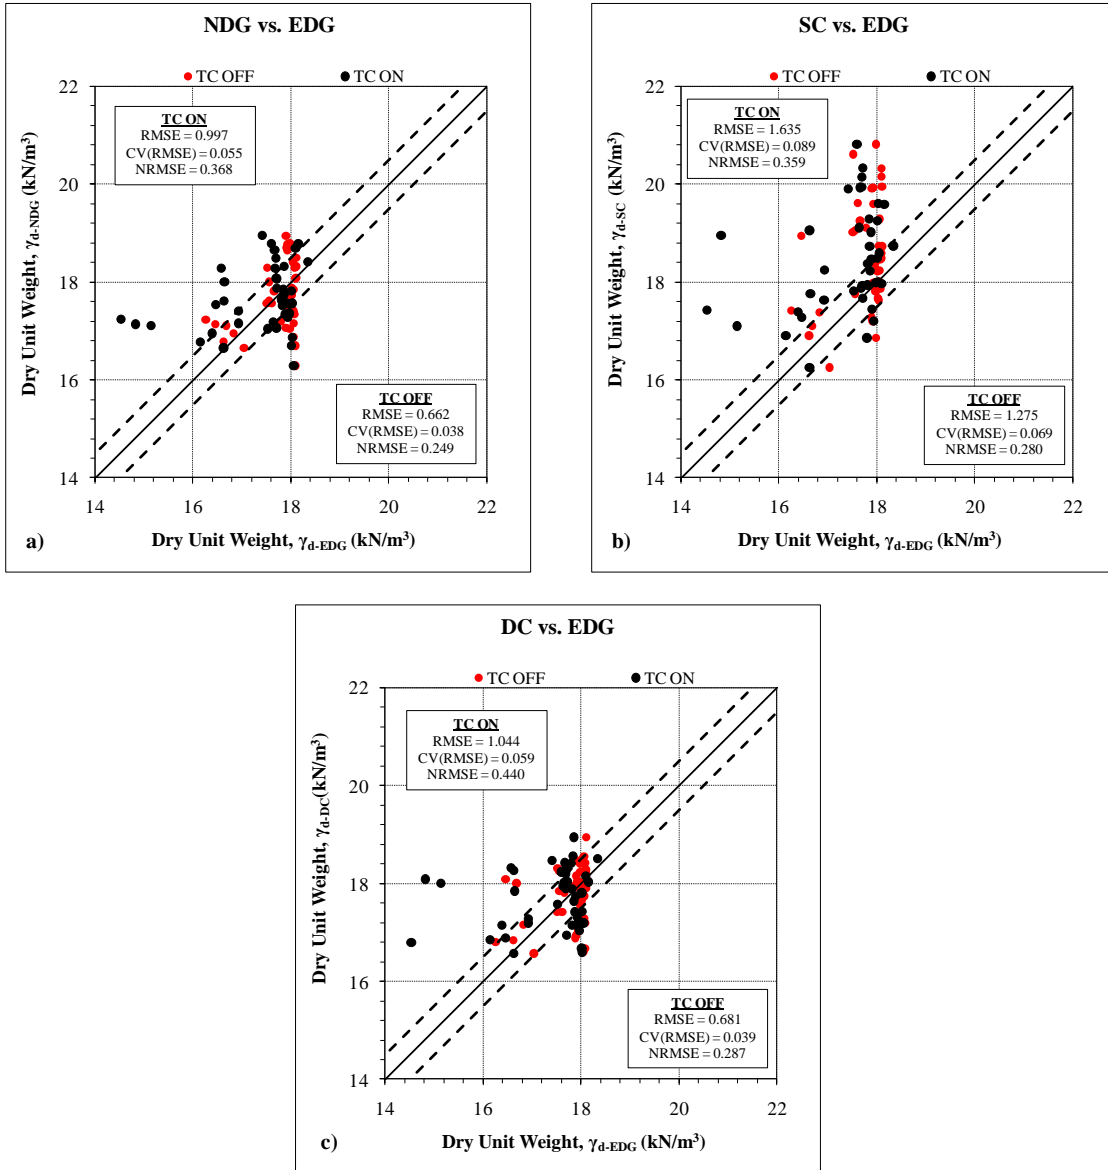 NDG vs. EDG
TC OFF
TC ON
22
20
18
16
14
14
16
18
20
22
TC ON
RMSE = 0.997
CV(RMSE) = 0.055
NRMSE = 0.368
TC OFF
RMSE = 0.662
CV(RMSE) = 0.038
NRMSE = 0.249
Dry Unit Weight, γd-NDG (kN/m³)
a)
Dry Unit Weight, γd-EDG (kN/m³)
SC vs. EDG
TC OFF
TC ON
22
20
18
16
14
14
16
18
20
22
TC ON
RMSE = 1.635
CV(RMSE) = 0.089
NRMSE = 0.359
TC OFF
RMSE = 1.275
CV(RMSE) = 0.069
NRMSE = 0.280
Dry Unit Weight, γd-SC (kN/m³)
b)
Dry Unit Weight, γd-EDG (kN/m³)
DC vs. EDG
TC OFF
TC ON
22
20
18
16
14
14
16
18
20
22
TC ON
RMSE = 1.044
CV(RMSE) = 0.059
NRMSE = 0.440
TC OFF
RMSE = 0.681
CV(RMSE) = 0.039
NRMSE = 0.287
Dry Unit Weight, γd-DC (kN/m³)
c)
Dry Unit Weight, γd-EDG (kN/m³)